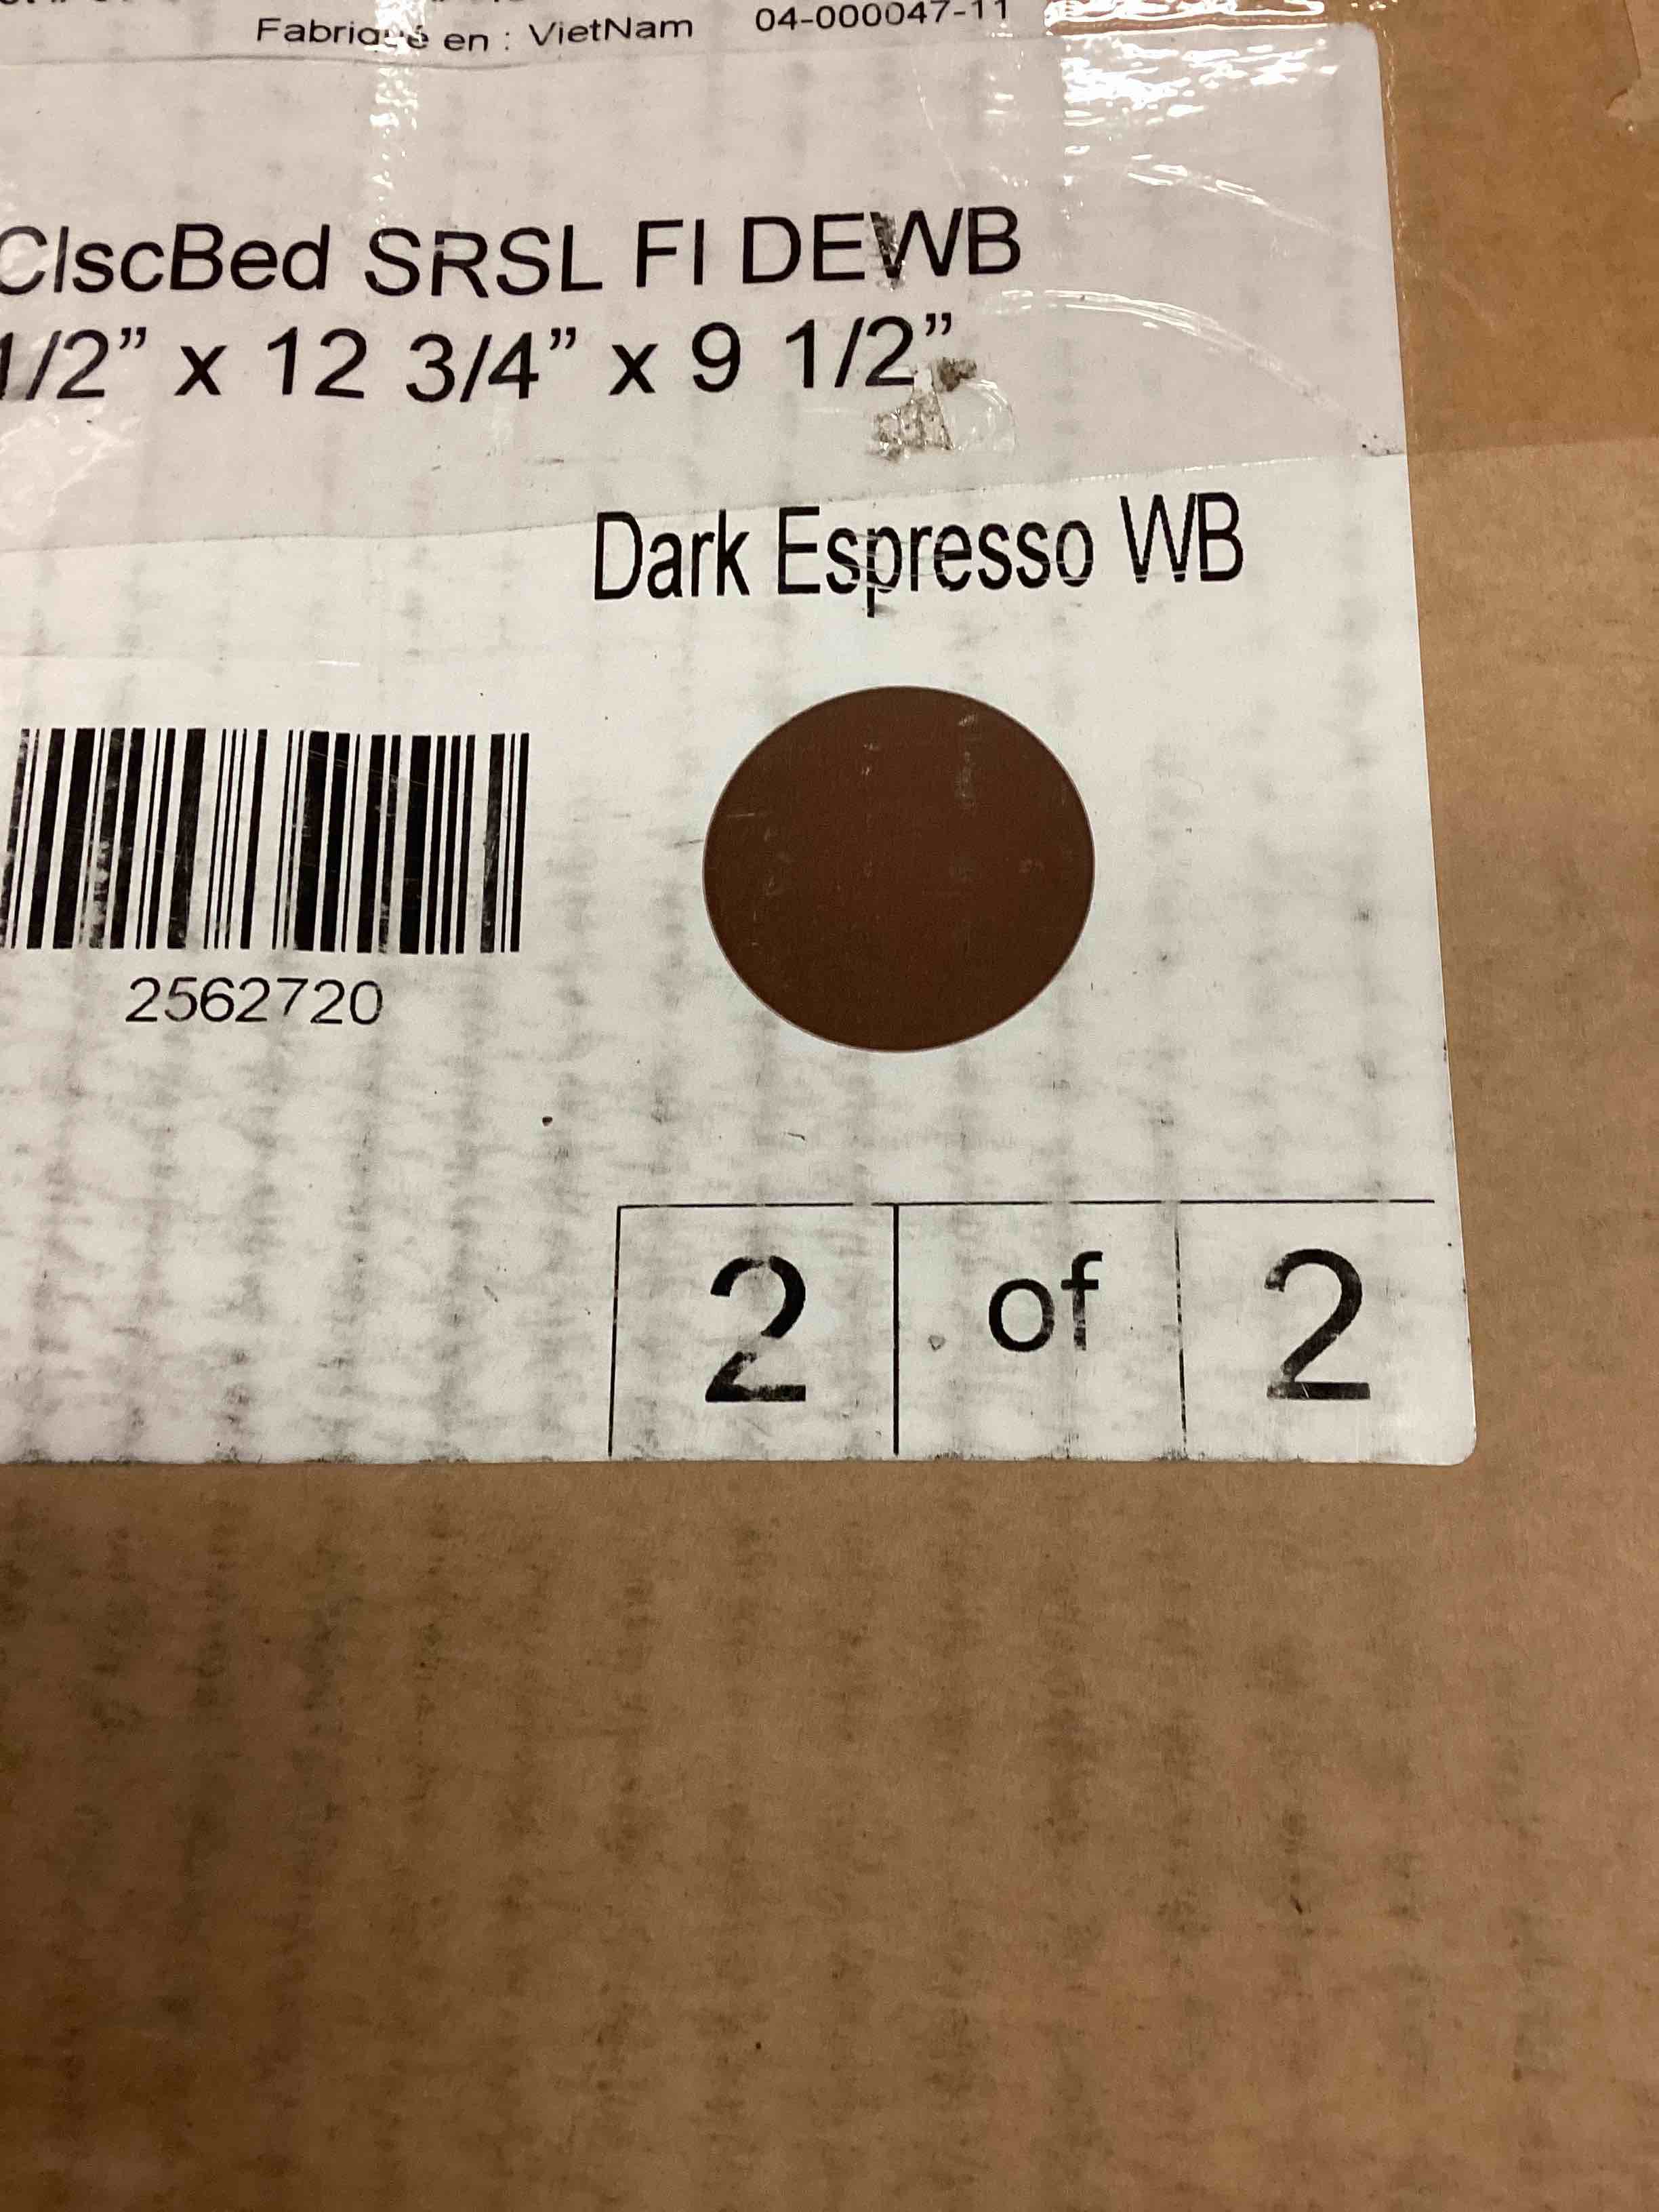 Fabriqué en : VietNam 04-000047-11
ClscBed SRSL FI DEWB
1/2” x 12 3/4” x 9 1/2”
Dark Espresso WB
2562720
2 of 2